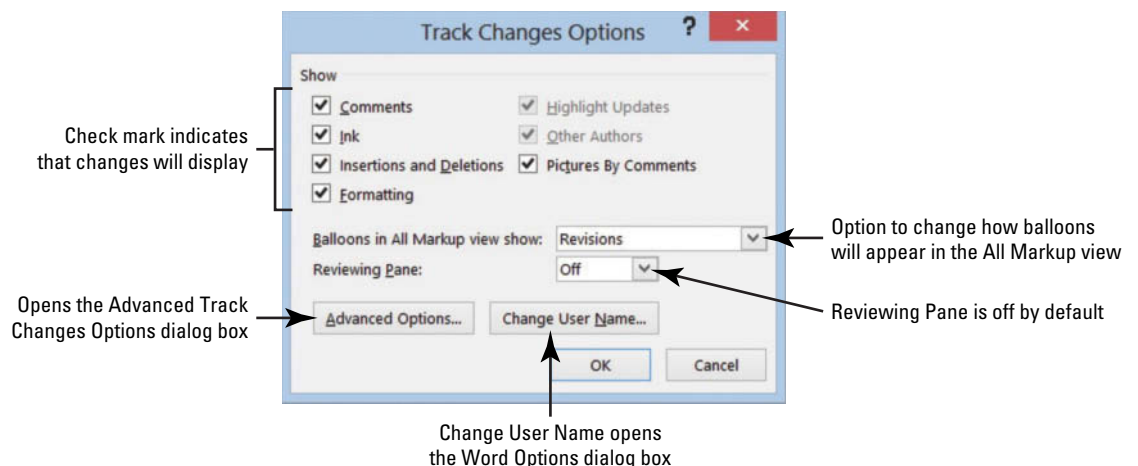 Track Changes Options ?
Show
Comments
Highlight Updates
Ink
Other Authors
Insertions and Deletions
Pictures By Comments
Formatting
Check mark indicates
that changes will display
Balloons in All Markup view show: Revisions
Option to change how balloons
will appear in the All Markup view
Reviewing Pane: Off
Reviewing Pane is off by default
Opens the Advanced Track
Changes Options dialog box
Advanced Options...
Change User Name...
OK
Cancel
Change User Name opens
the Word Options dialog box